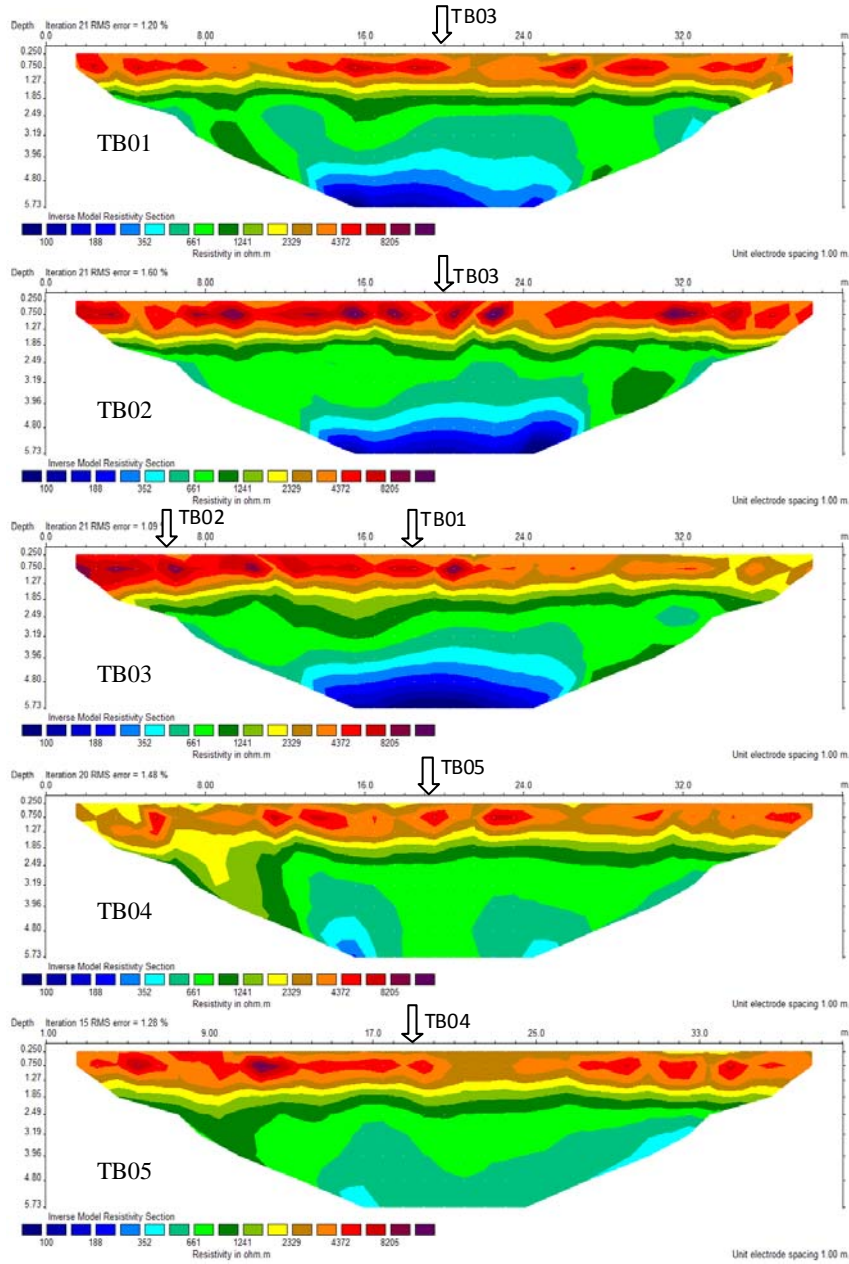 TB03
Depth Iteration 21 RMS error = 1.20 %
0.0 8.00 16.0 24.0 32.0 m.
0.250
0.750
1.27
1.85
2.49
3.19
3.96
4.80
5.73
TB01
Inverse Model Resistivity Section
100 188 352 661 1241 2329 4372 8205
Resistivity in ohm.m
Unit electrode spacing 1.00 m.
TB03
Depth Iteration 21 RMS error = 1.60 %
0.0 8.00 16.0 24.0 32.0 m.
0.250
0.750
1.27
1.85
2.49
3.19
3.96
4.80
5.73
TB02
Inverse Model Resistivity Section
100 188 352 661 1241 2329 4372 8205
Resistivity in ohm.m
Unit electrode spacing 1.00 m.
TB02 TB01
Depth Iteration 21 RMS error = 1.09
0.0 8.00 16.0 24.0 32.0 m.
0.250
0.750
1.27
1.85
2.49
3.19
3.96
4.80
5.73
TB03
Inverse Model Resistivity Section
100 188 352 661 1241 2329 4372 8205
Resistivity in ohm.m
Unit electrode spacing 1.00 m.
TB05
Depth Iteration 20 RMS error = 1.48 %
0.0 8.00 16.0 24.0 32.0 m.
0.250
0.750
1.27
1.85
2.49
3.19
3.96
4.80
5.73
TB04
Inverse Model Resistivity Section
100 188 352 661 1241 2329 4372 8205
Resistivity in ohm.m
Unit electrode spacing 1.00 m.
TB04
Depth Iteration 15 RMS error = 1.28 %
1.00 9.00 17.0 25.0 33.0 m.
0.250
0.750
1.27
1.85
2.49
3.19
3.96
4.80
5.73
TB05
Inverse Model Resistivity Section
100 188 352 661 1241 2329 4372 8205
Resistivity in ohm.m
Unit electrode spacing 1.00 m.